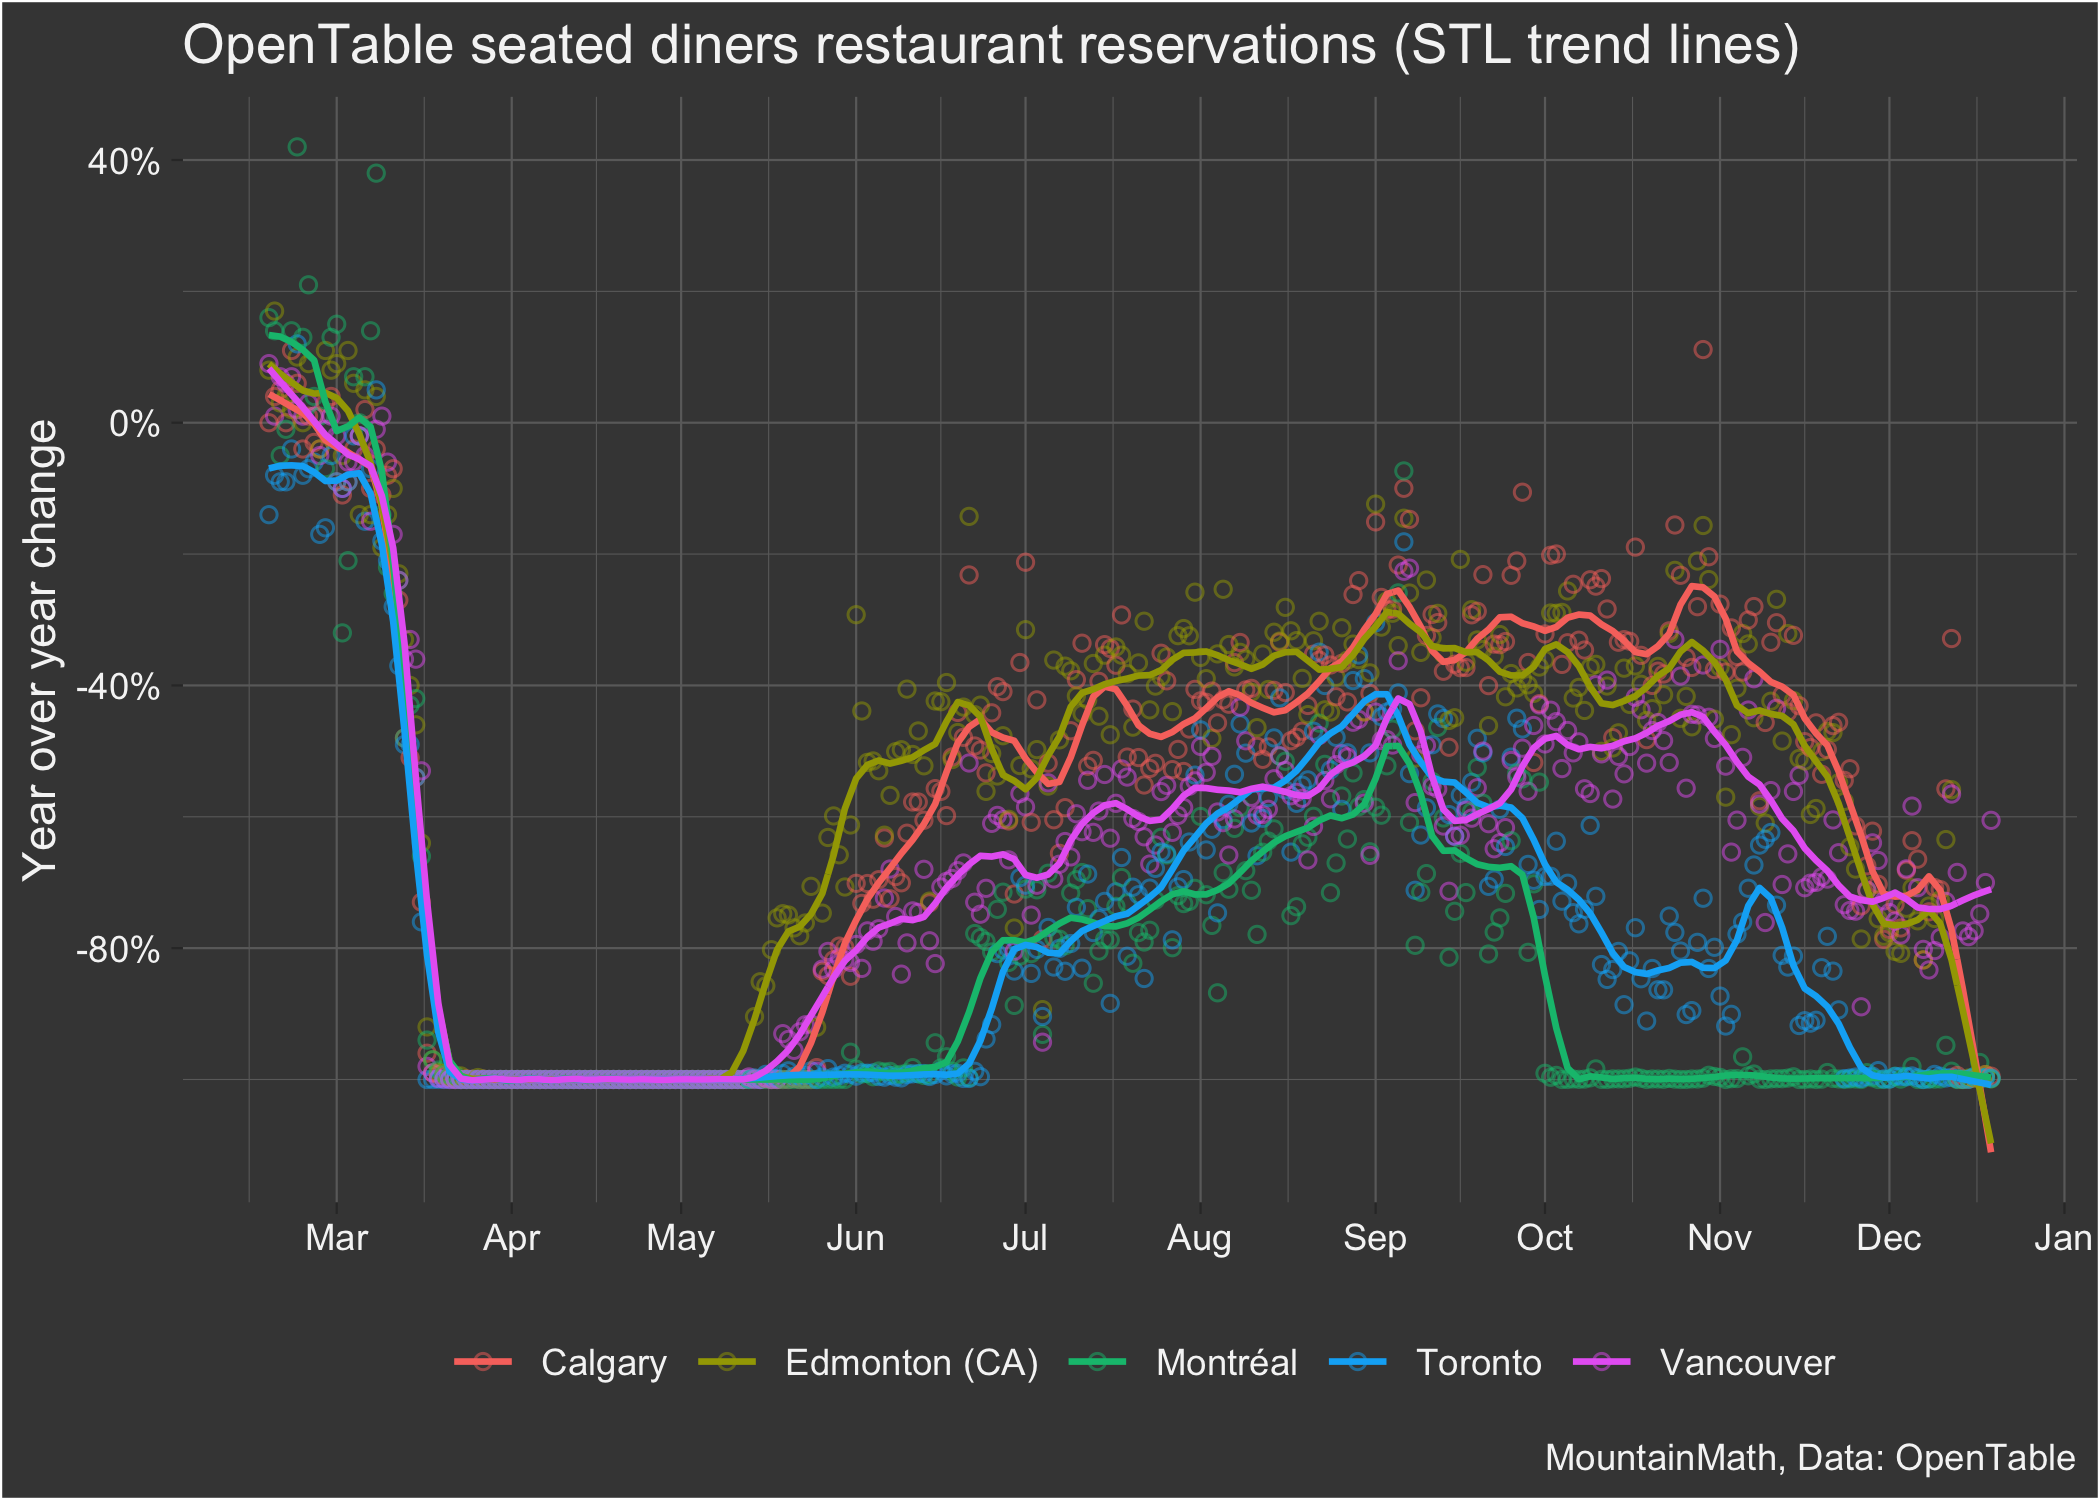 OpenTable seated diners restaurant reservations (STL trend lines)
Year over year change
40%
0%
-40%
-80%
Mar Apr May Jun Jul Aug Sep Oct Nov Dec Jan
Calgary Edmonton (CA) Montréal Toronto Vancouver
MountainMath, Data: OpenTable